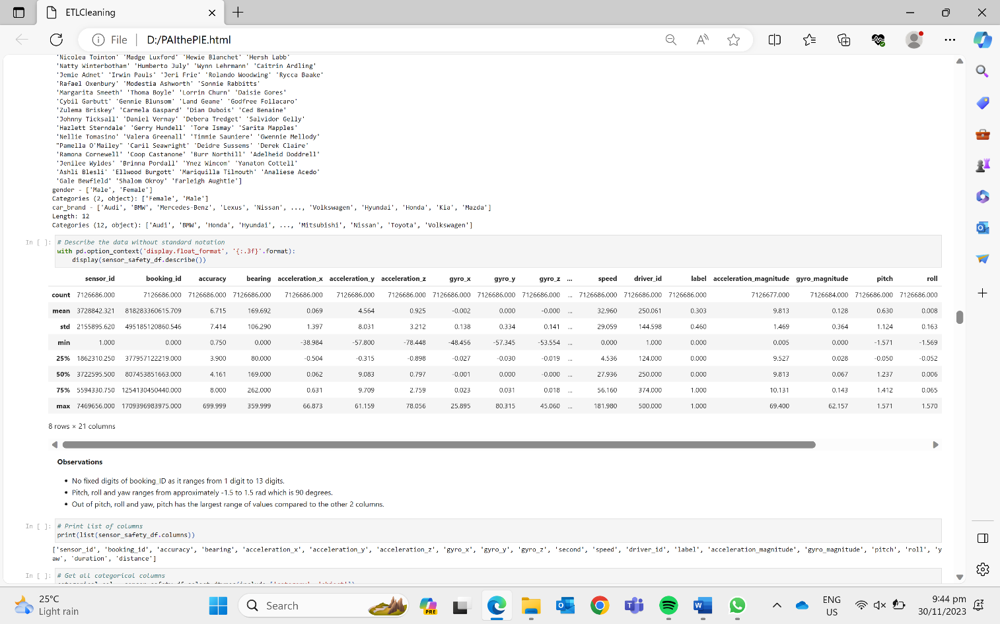 ETLCleaning
File
D:/PAIthePIE.html
'Nicolea Tointon' 'Madge Luxford' 'Hewie Blanchet' 'Hersh Labb'
'Natty Winterbotham' 'Humberto July' 'Wynn Lehrmann' 'Caitrin Ardling'
'Jemie Adnet' 'Irwin Pauls' 'Jeri Frie' 'Rolando Woodwing' 'Rycca Baake'
'Rafael Oxenbury' 'Modestia Ashworth' 'Sonnie Rabbitts'
'Margarita Smeeth' 'Thoma Boyle' 'Lorrin Churn' 'Daisie Gores'
'Cybil Garbutt' 'Gennie Blunsom' 'Land Geane' 'Godfree Follacaro'
'Zulema Briskey' 'Carmela Gaspard' 'Dian Dubois' 'Ced Benaine'
'Johnny Ticksall' 'Daniel Vernay' 'Debera Tredget' 'Salvidor Gelly'
'Hazlett Sterndale' 'Gerry Hundell' 'Tore Ismay' 'Sarita Mapples'
'Nellie Tomasino' 'Valera Greenall' 'Timmie Sauniere' 'Gwennie Mellody'
"Pamella O'Mailey" 'Caril Seawright' 'Deidre Sussems' 'Derek Claire'
'Ramona Cornewell' 'Coop Castanone' 'Burr Northill' 'Adelheid Doddrell'
'Jenilee Wyldes' 'Brinna Pordall' 'Ynez Wincom' 'Yanaton Cottell'
'Ashli Blesli' 'Ellwood Burgott' 'Mariquilla Tilmouth' 'Analiese Acedo'
'Gale Bewfield' 'Shalom Okroy' 'Farleigh Aughtie']
gender - ['Male', 'Female']
Categories (2, object): ['Female', 'Male']
car_brand - ['Audi', 'BMW', 'Mercedes-Benz', 'Lexus', 'Nissan', ..., 'Volkswagen', 'Hyundai', 'Honda', 'Kia', 'Mazda']
Length: 12
Categories (12, object): ['Audi', 'BMW', 'Honda', 'Hyundai', ..., 'Mitsubishi', 'Nissan', 'Toyota', 'Volkswagen']
In [ ]: # Describe the data without standard notation
with pd.option_context('display.float_format', '{:.3f}'.format):
display(sensor_safety_df.describe())
sensor_id booking_id accuracy bearing acceleration_x acceleration_y acceleration_z gyro_x gyro_y gyro_z ... speed driver_id label acceleration_magnitude gyro_magnitude pitch roll
count 7126686.000 7126686.000 7126686.000 7126686.000 7126686.000 7126686.000 7126686.000 7126686.000 7126686.000 7126686.000 ... 7126686.000 7126686.000 7126686.000 7126677.000 7126684.000 7126686.000 7126686.000
mean 3728842.321 818283360615.709 6.715 169.692 0.069 4.564 0.925 -0.002 0.000 -0.000 ... 32.960 250.061 0.303 9.813 0.128 0.630 0.008
std 2155895.620 495185120860.546 7.414 106.290 1.397 8.031 3.212 0.138 0.334 0.141 ... 29.059 144.598 0.460 1.469 0.364 1.124 0.163
min 1.000 0.000 0.750 0.000 -38.984 -57.800 -78.448 -48.456 -57.345 -53.554 ... 0.000 1.000 0.000 0.005 0.000 -1.571 -1.569
25% 1862310.250 377957122219.000 3.900 80.000 -0.504 -0.315 -0.898 -0.027 -0.030 -0.019 ... 4.536 124.000 0.000 9.527 0.028 -0.050 -0.052
50% 3722595.500 807453851663.000 4.161 169.000 0.062 9.083 0.797 -0.001 0.000 -0.000 ... 27.936 250.000 0.000 9.813 0.067 1.237 0.006
75% 5594330.750 1254130450440.000 8.000 262.000 0.631 9.709 2.759 0.023 0.031 0.018 ... 56.160 374.000 1.000 10.131 0.143 1.412 0.065
max 7469656.000 1709396983975.000 699.999 359.999 66.873 61.159 78.056 25.895 80.315 45.060 ... 181.980 500.000 1.000 69.400 62.157 1.571 1.570
8 rows × 21 columns
Observations
• No fixed digits of booking_ID as it ranges from 1 digit to 13 digits.
• Pitch, roll and yaw ranges from approximately -1.5 to 1.5 rad which is 90 degrees.
• Out of pitch, roll and yaw, pitch has the largest range of values compared to the other 2 columns.
In [ ]: # Print list of columns
print(list(sensor_safety_df.columns))
['sensor_id', 'booking_id', 'accuracy', 'bearing', 'acceleration_x', 'acceleration_y', 'acceleration_z', 'gyro_x', 'gyro_y', 'gyro_z', 'second', 'speed', 'driver_id', 'label', 'acceleration_magnitude', 'gyro_magnitude', 'pitch', 'roll', 'y
aw', 'duration', 'distance']
In [ ]: # Get all categorical columns
25°C
Light rain
Search
PRE
ENG
US
9:44 pm
30/11/2023